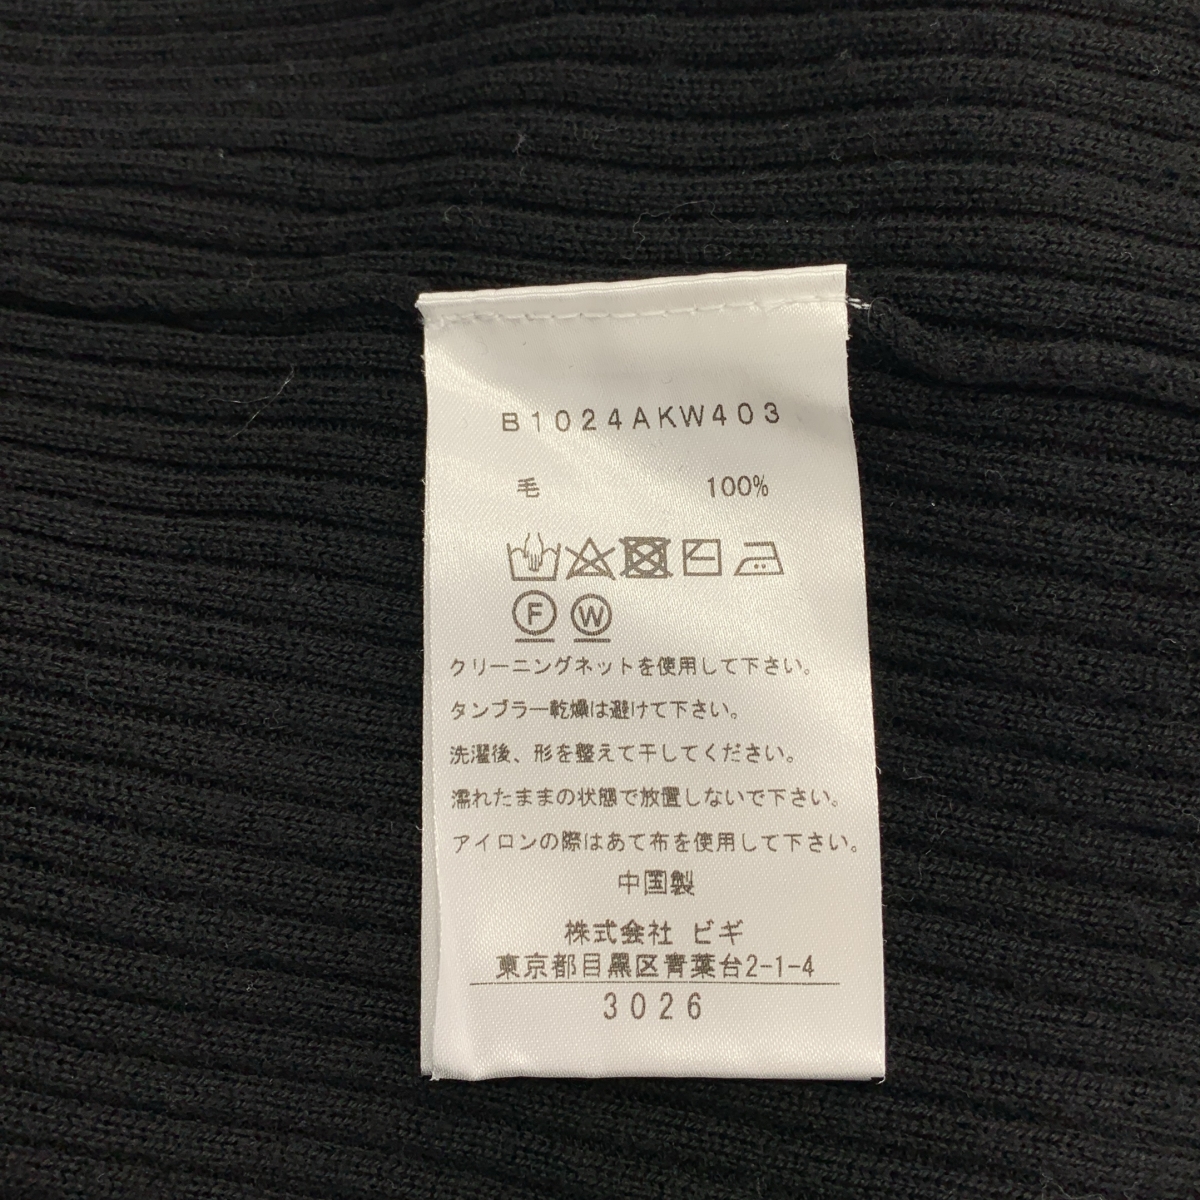 B1024AKW403
毛 100%
F W
クリーニングネットを使用して下さい。
タンブラー乾燥は避けて下さい。
洗濯後、形を整えて干してください。
濡れたままの状態で放置しないで下さい。
アイロンの際はあて布を使用して下さい。
中国製
株式会社 ビギ
東京都目黒区青葉台2-1-4
3026